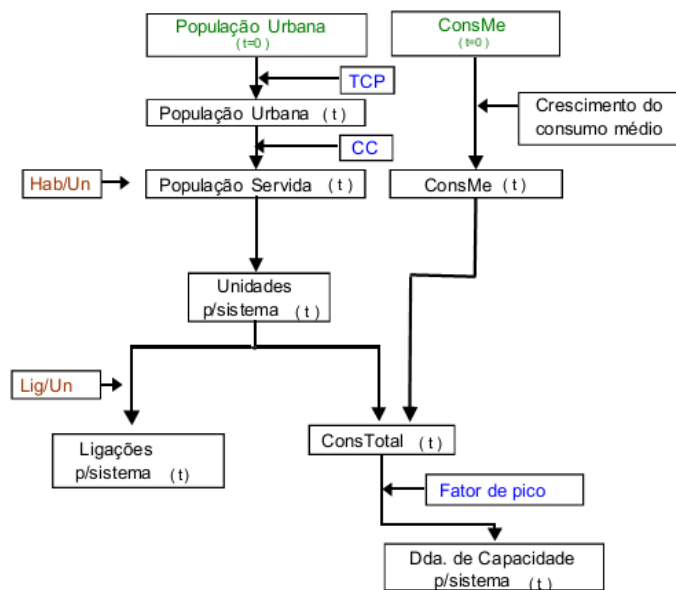 População Urbana
(t=0)
ConsMe
(t=0)
TCP
População Urbana (t)
Crescimento do
consumo médio
CC
Hab/Un
População Servida (t)
ConsMe (t)
Unidades
p/sistema (t)
Lig/Un
Ligações
p/sistema (t)
ConsTotal (t)
Fator de pico
Dda. de Capacidade
p/sistema (t)